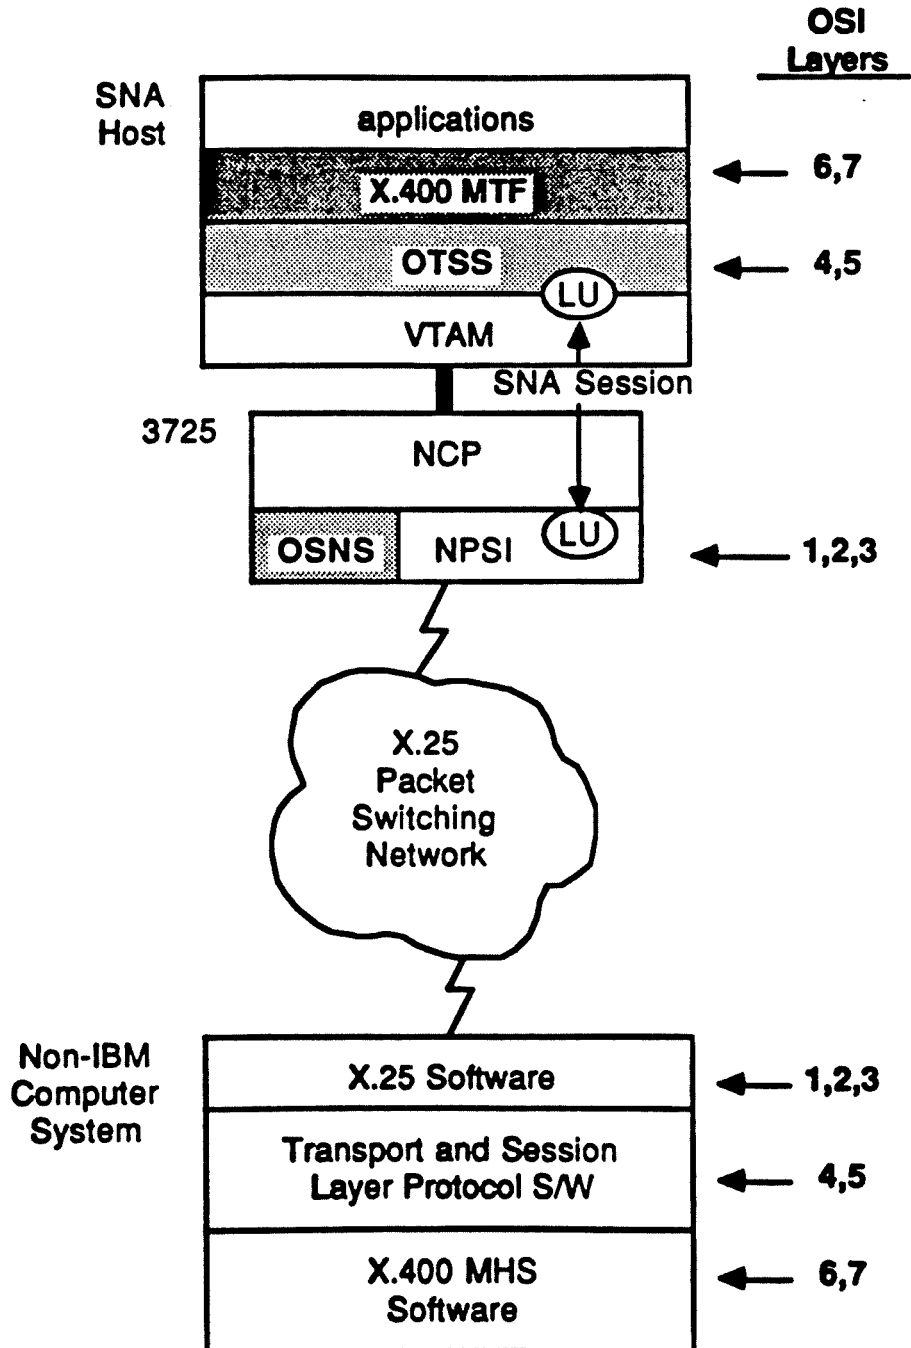 OSI
Layers
SNA
Host
applications
X.400 MTF
6,7
OTSS
4,5
LU
VTAM
SNA Session
3725
NCP
OSNS
NPSI
LU
1,2,3
X.25
Packet
Switching
Network
Non-IBM
Computer
System
X.25 Software
1,2,3
Transport and Session
Layer Protocol S/W
4,5
X.400 MHS
Software
6,7